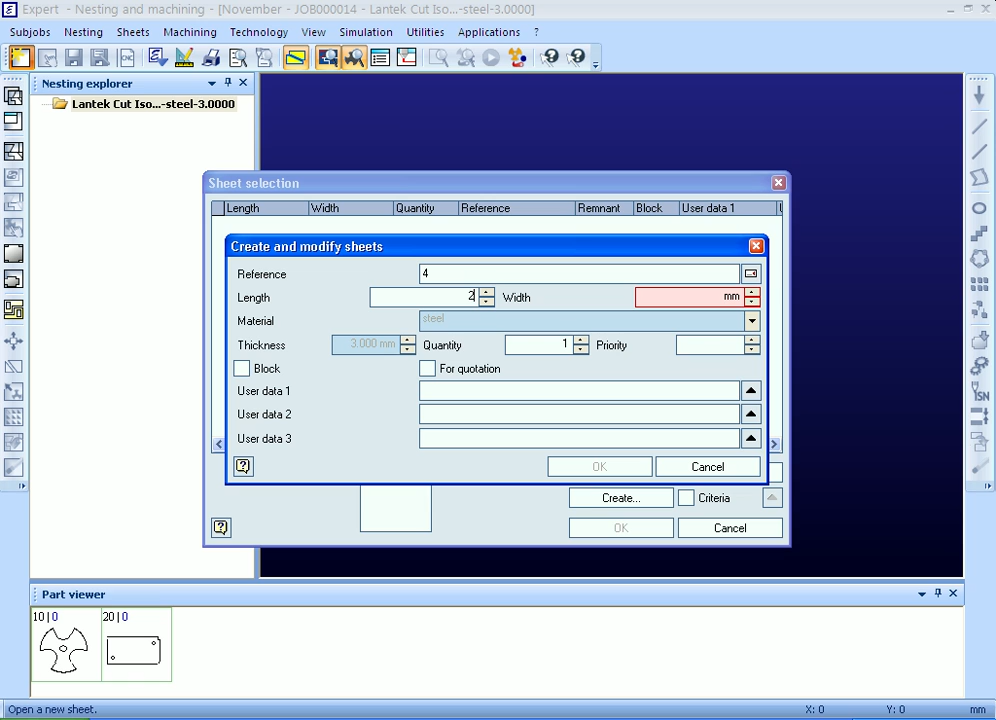 Expert - Nesting and machining - [November - JOB000014 - Lantek Cut Iso...-steel-3.0000]
Subjobs Nesting Sheets Machining Technology View Simulation Utilities Applications ?
Nesting explorer
Lantek Cut Iso...-steel-3.0000
Sheet selection
Length Width Quantity Reference Remnant Block User data 1
Create and modify sheets
Reference 4
Length 2 Width mm
Material steel
Thickness 3.000 mm Quantity 1 Priority
Block For quotation
User data 1
User data 2
User data 3
OK Cancel
Create... Criteria
OK Cancel
Part viewer
10|0 20|0
Open a new sheet. X: 0 Y: 0 mm